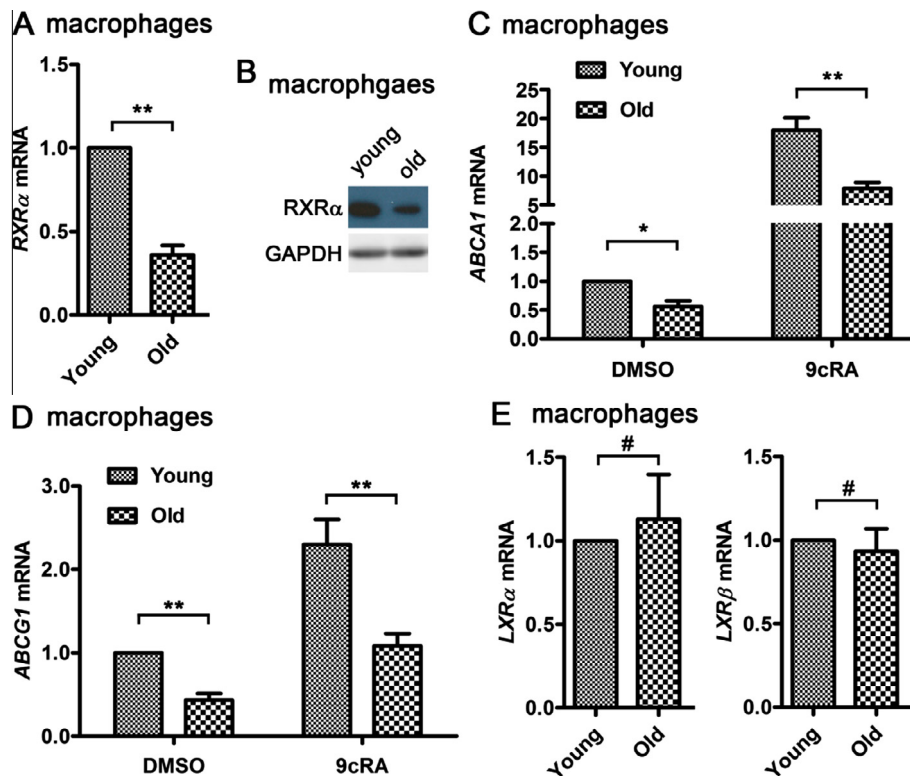 A macrophages
RXRα mRNA
1.5
1.0
0.5
0.0
**
Young
Old
B macrophgaes
young
old
RXRα
GAPDH
C macrophages
Young
Old
ABCA1 mRNA
25
20
15
10
5
2.0
1.5
1.0
0.5
0.0
*
**
DMSO
9cRA
D macrophages
Young
Old
ABCG1 mRNA
3.0
2.0
1.0
0.0
**
**
DMSO
9cRA
E macrophages
LXRα mRNA
1.5
1.0
0.5
0.0
#
Young
Old
LXRβ mRNA
1.5
1.0
0.5
0.0
#
Young
Old